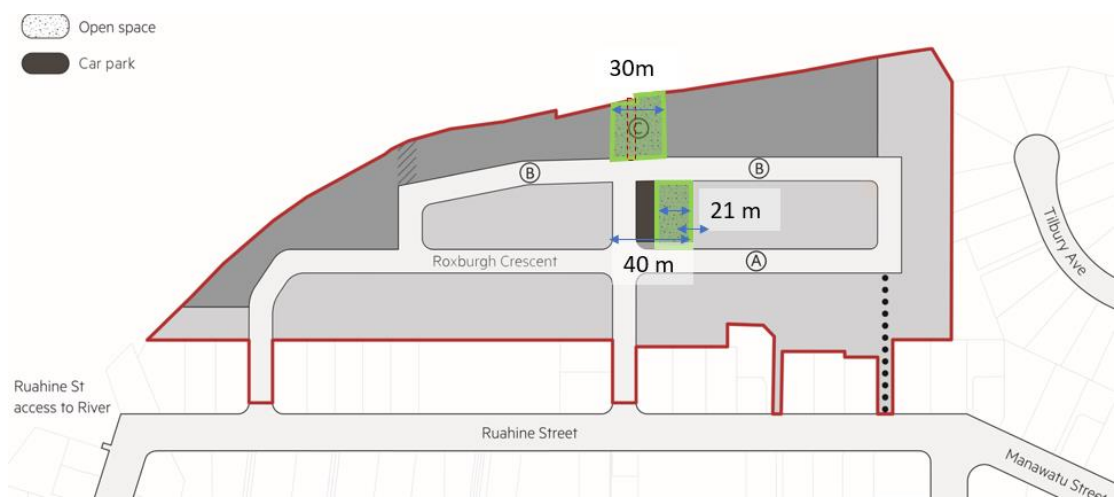 Open space
Car park
30m
C
B
B
21 m
40 m
Roxburgh Crescent
A
Tilbury Ave
Ruahine St
access to River
Ruahine Street
Manawatu Street